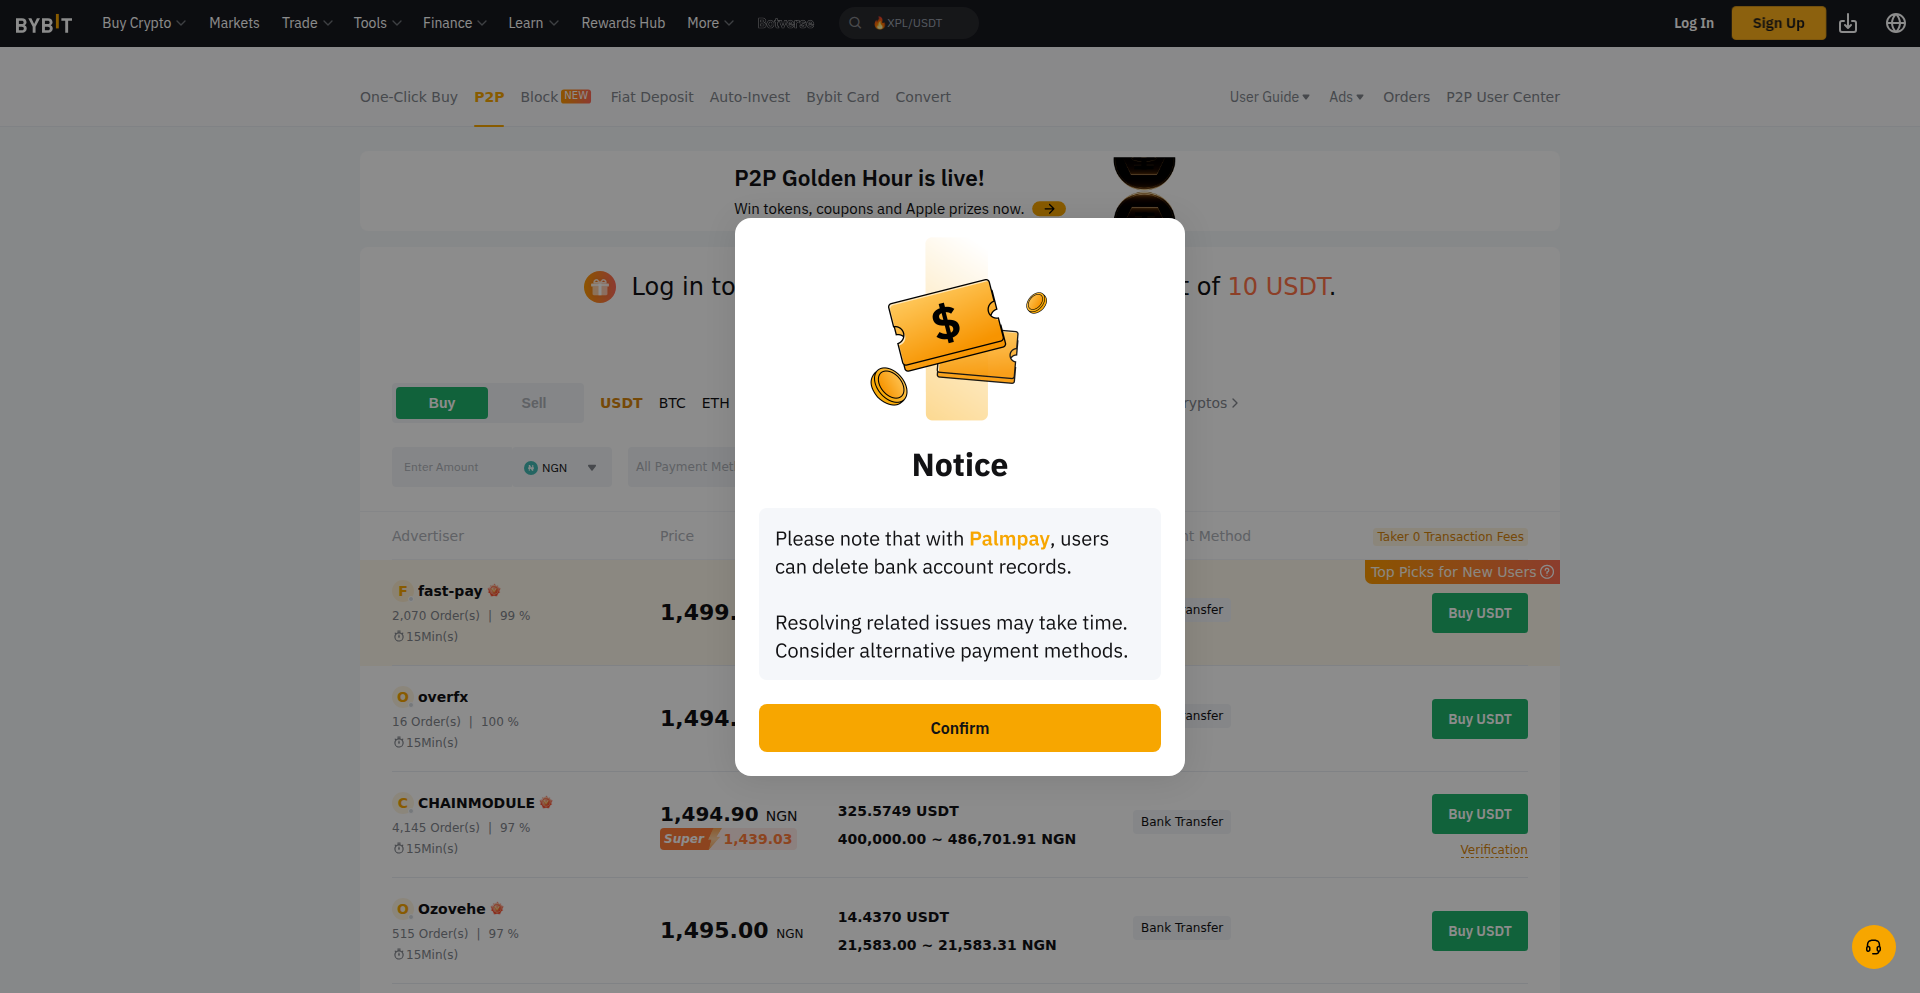 BYBIT
Buy Crypto
Markets
Trade
Tools
Finance
Learn
Rewards Hub
More
Botverse
🔥XPL/USDT
Log In
Sign Up
One-Click Buy
P2P
Block
NEW
Fiat Deposit
Auto-Invest
Bybit Card
Convert
User Guide
Ads
Orders
P2P User Center
P2P Golden Hour is live!
Win tokens, coupons and Apple prizes now.
Log in to
of 10 USDT.
Buy
Sell
USDT
BTC
ETH
ryptos
Enter Amount
NGN
All Payment Met
Advertiser
Price
t Method
Taker 0 Transaction Fees
Top Picks for New Users
F
fast-pay
2,070 Order(s) | 99 %
15Min(s)
1,499.
ansfer
Buy USDT
O
overfx
16 Order(s) | 100 %
15Min(s)
1,494.
ansfer
Buy USDT
$
Notice
Please note that with Palmpay, users
can delete bank account records.
Resolving related issues may take time.
Consider alternative payment methods.
Confirm
C
CHAINMODULE
4,145 Order(s) | 97 %
15Min(s)
1,494.90 NGN
Super
1,439.03
325.5749 USDT
400,000.00 ~ 486,701.91 NGN
Bank Transfer
Buy USDT
Verification
O
Ozovehe
515 Order(s) | 97 %
15Min(s)
1,495.00 NGN
14.4370 USDT
21,583.00 ~ 21,583.31 NGN
Bank Transfer
Buy USDT